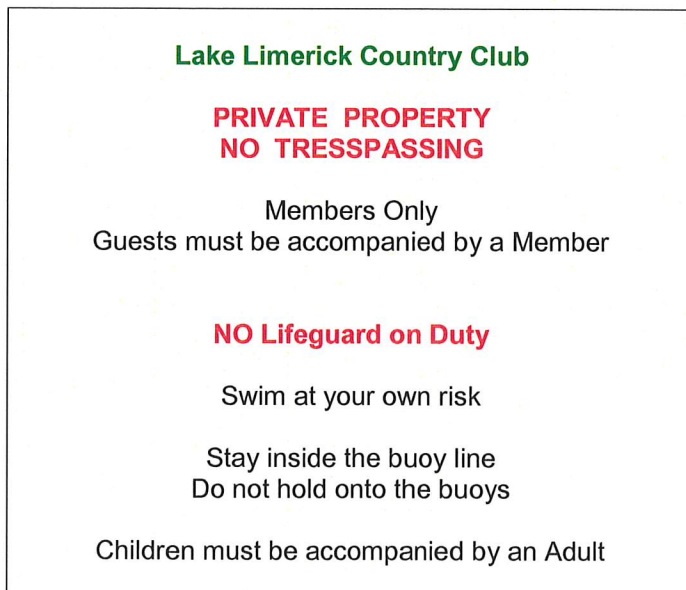 Lake Limerick Country Club
PRIVATE PROPERTY
NO TRESSPASSING
Members Only
Guests must be accompanied by a Member
NO Lifeguard on Duty
Swim at your own risk
Stay inside the buoy line
Do not hold onto the buoys
Children must be accompanied by an Adult